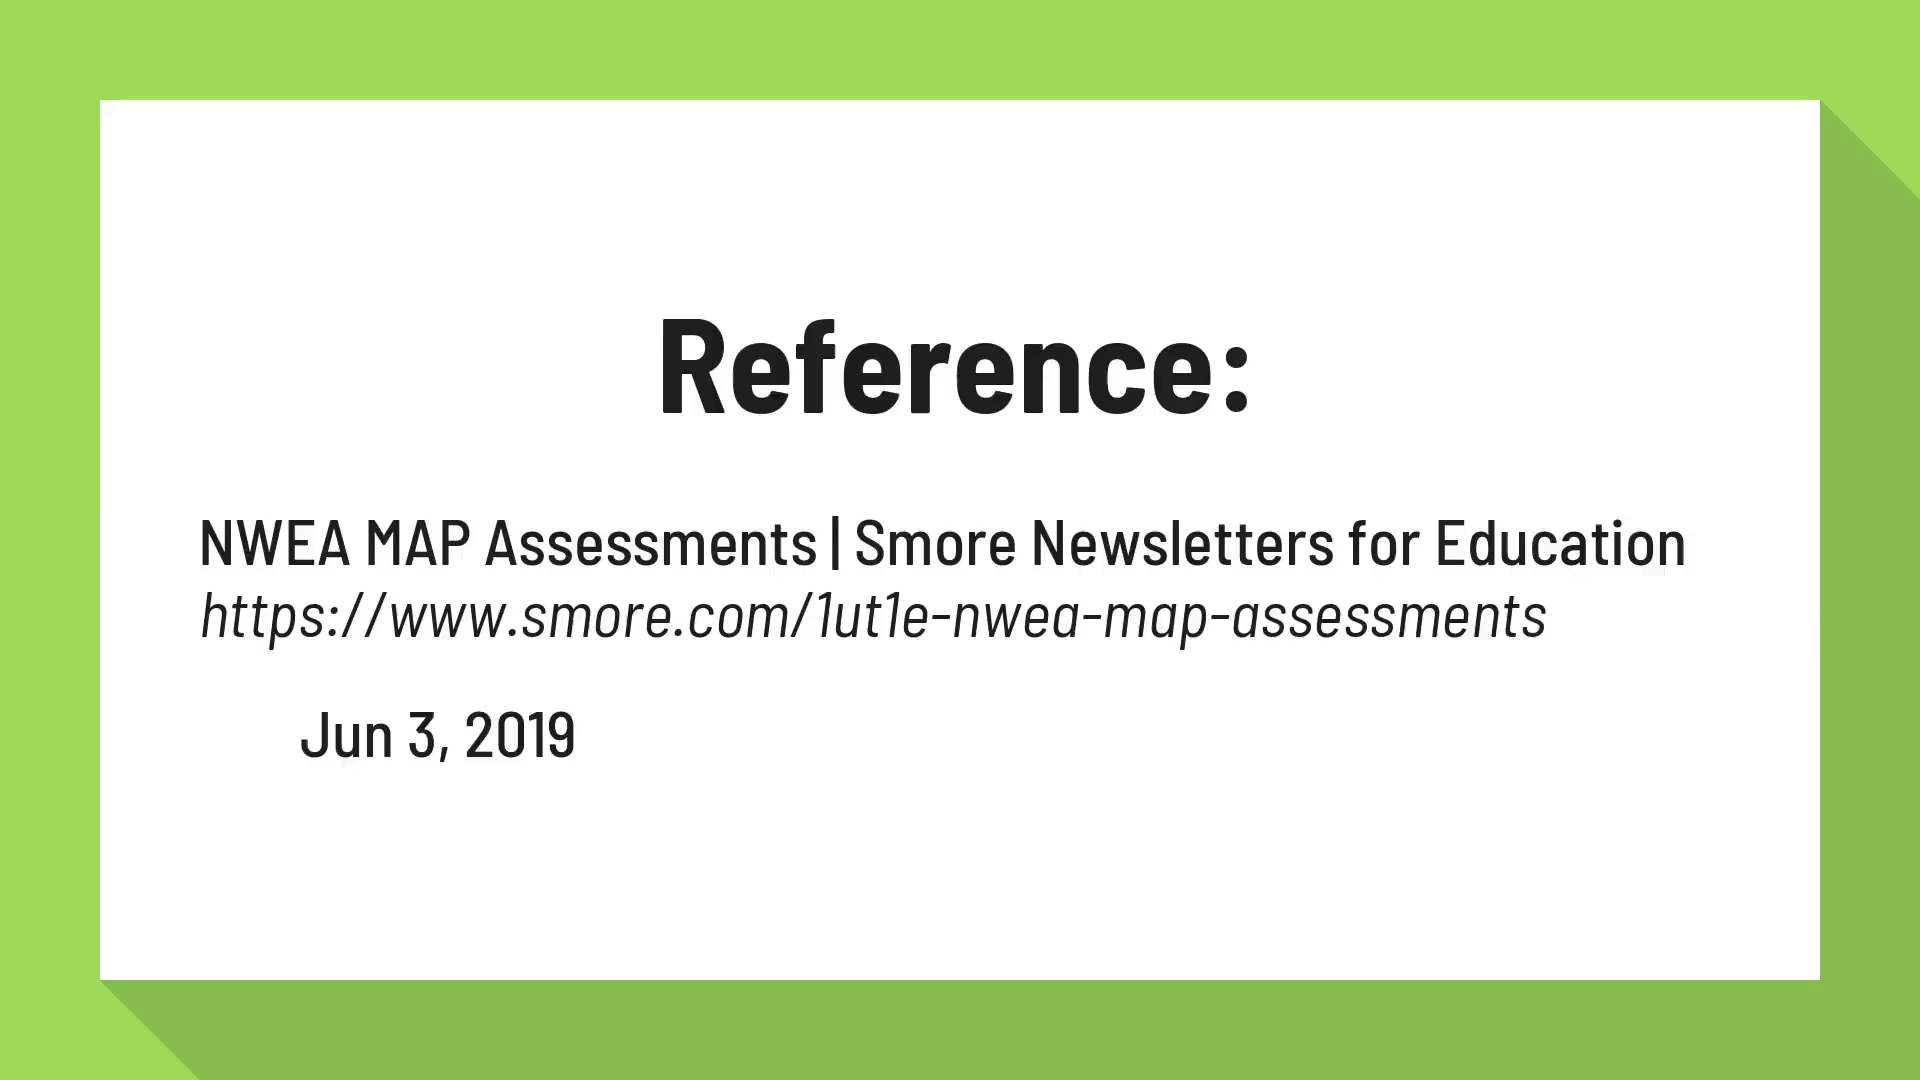 Reference:
NWEA MAP Assessments | Smore Newsletters for Education
https://www.smore.com/1ut1e-nwea-map-assessments
Jun 3, 2019